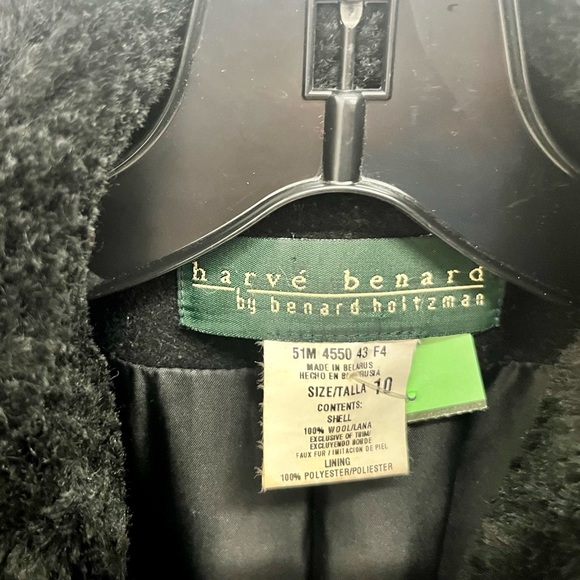 harvé benard
by benard holtzman
51M 4550 43 F4
MADE IN BELARUS
HECHO EN BIELORUSIA
SIZE/TALLA 10
CONTENTS:
SHELL
100% WOOL/LANA
EXCLUSIVE OF TRIM/
EXCLUYENDO BORDE
FAUX FUR / IMITACION DE PIEL
LINING
100% POLYESTER/POLIESTER